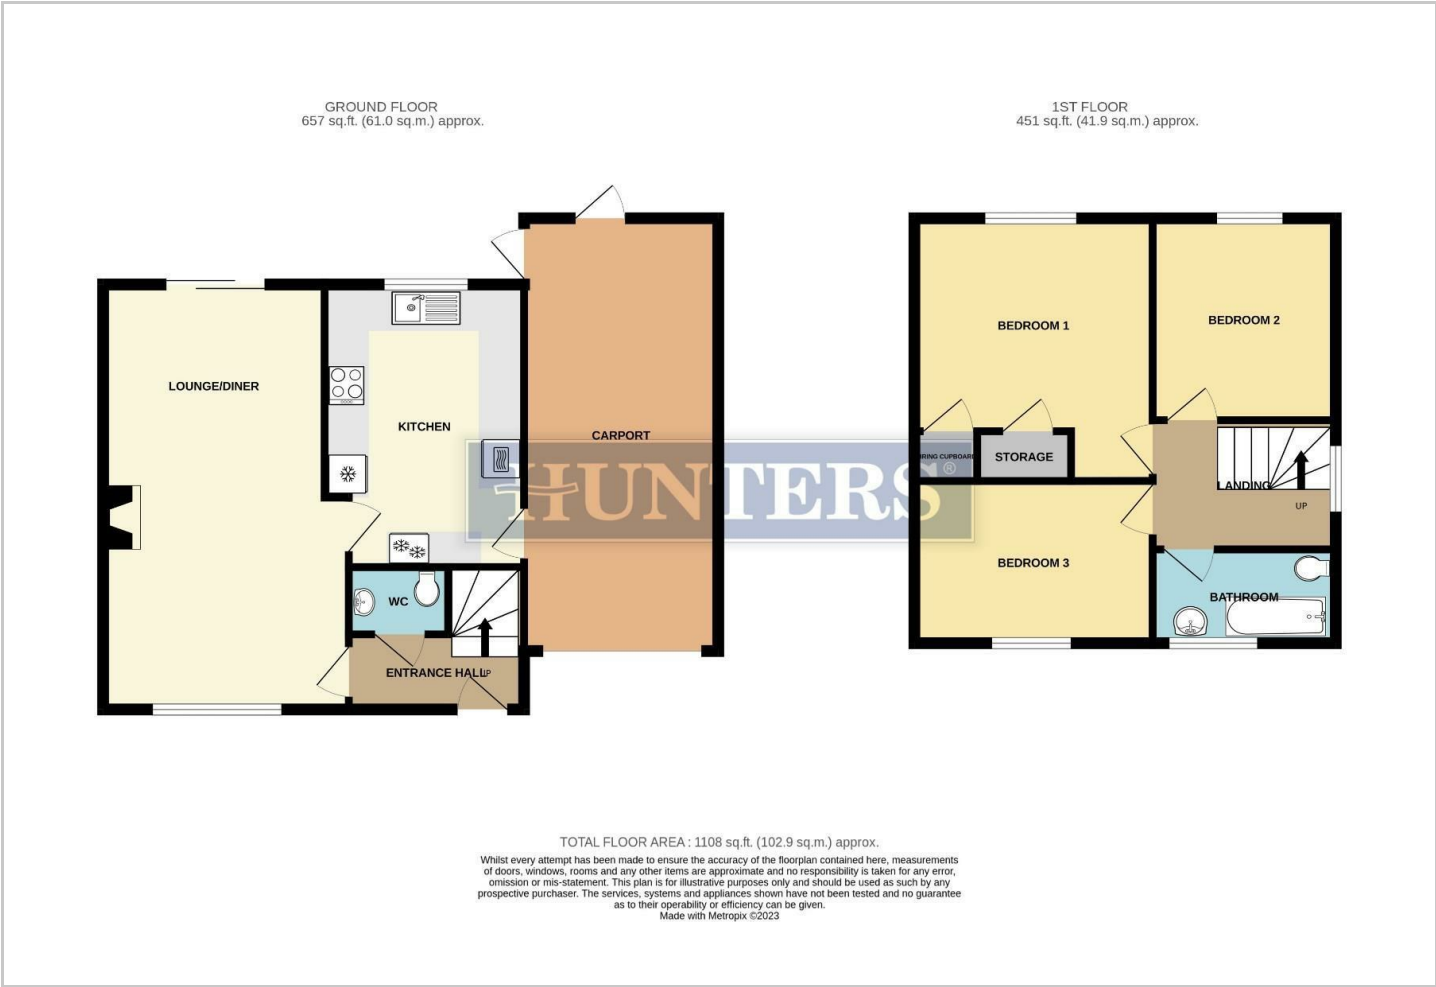 GROUND FLOOR
657 sq.ft. (61.0 sq.m.) approx.
1ST FLOOR
451 sq.ft. (41.9 sq.m.) approx.
LOUNGE/DINER
KITCHEN
CARPORT
WC
ENTRANCE HALL
UP
BEDROOM 1
BEDROOM 2
STORAGE
LANDING
UP
BEDROOM 3
BATHROOM
HUNTERS®
TOTAL FLOOR AREA : 1108 sq.ft. (102.9 sq.m.) approx.
Whilst every attempt has been made to ensure the accuracy of the floorplan contained here, measurements
of doors, windows, rooms and any other items are approximate and no responsibility is taken for any error,
omission or mis-statement. This plan is for illustrative purposes only and should be used as such by any
prospective purchaser. The services, systems and appliances shown have not been tested and no guarantee
as to their operability or efficiency can be given.
Made with Metropix ©2023